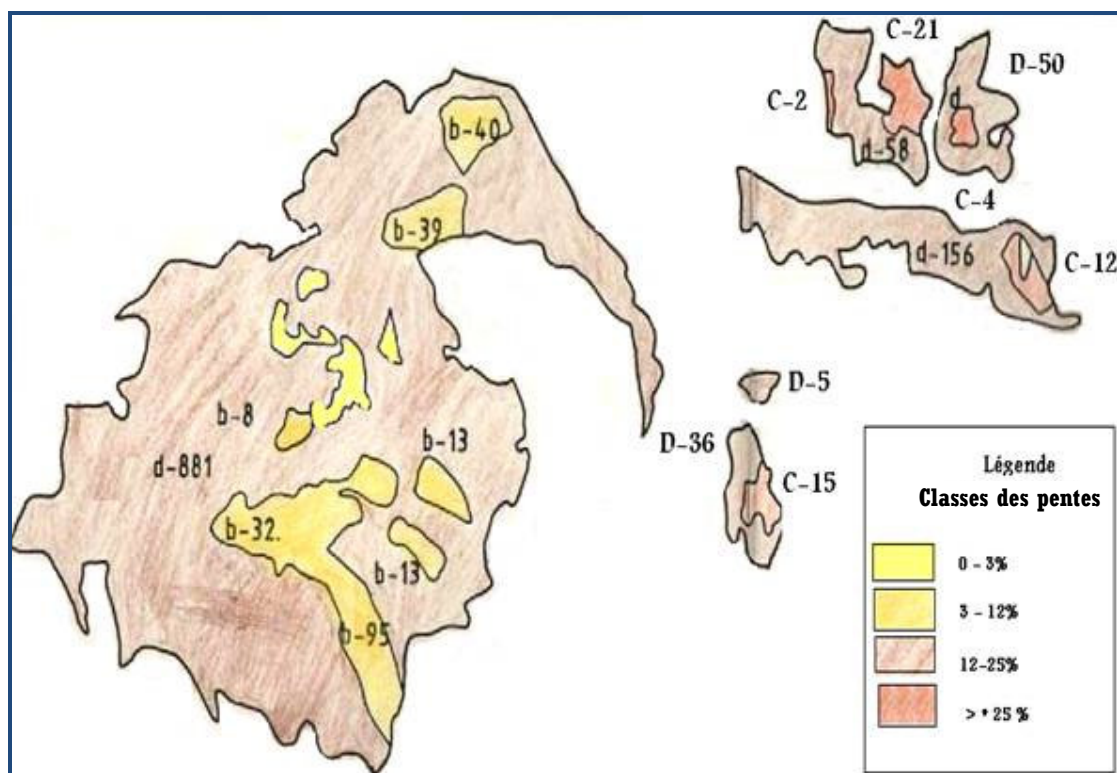 C-21
D-50
C-2
d
b-40
d-58
C-4
b-39
d-156
C-12
D-5
b-8
b-13
D-36
d-881
C-15
b-32.
b-13
b-95
Légende
Classes des pentes
0 - 3%
3 - 12%
12-25%
> + 25 %